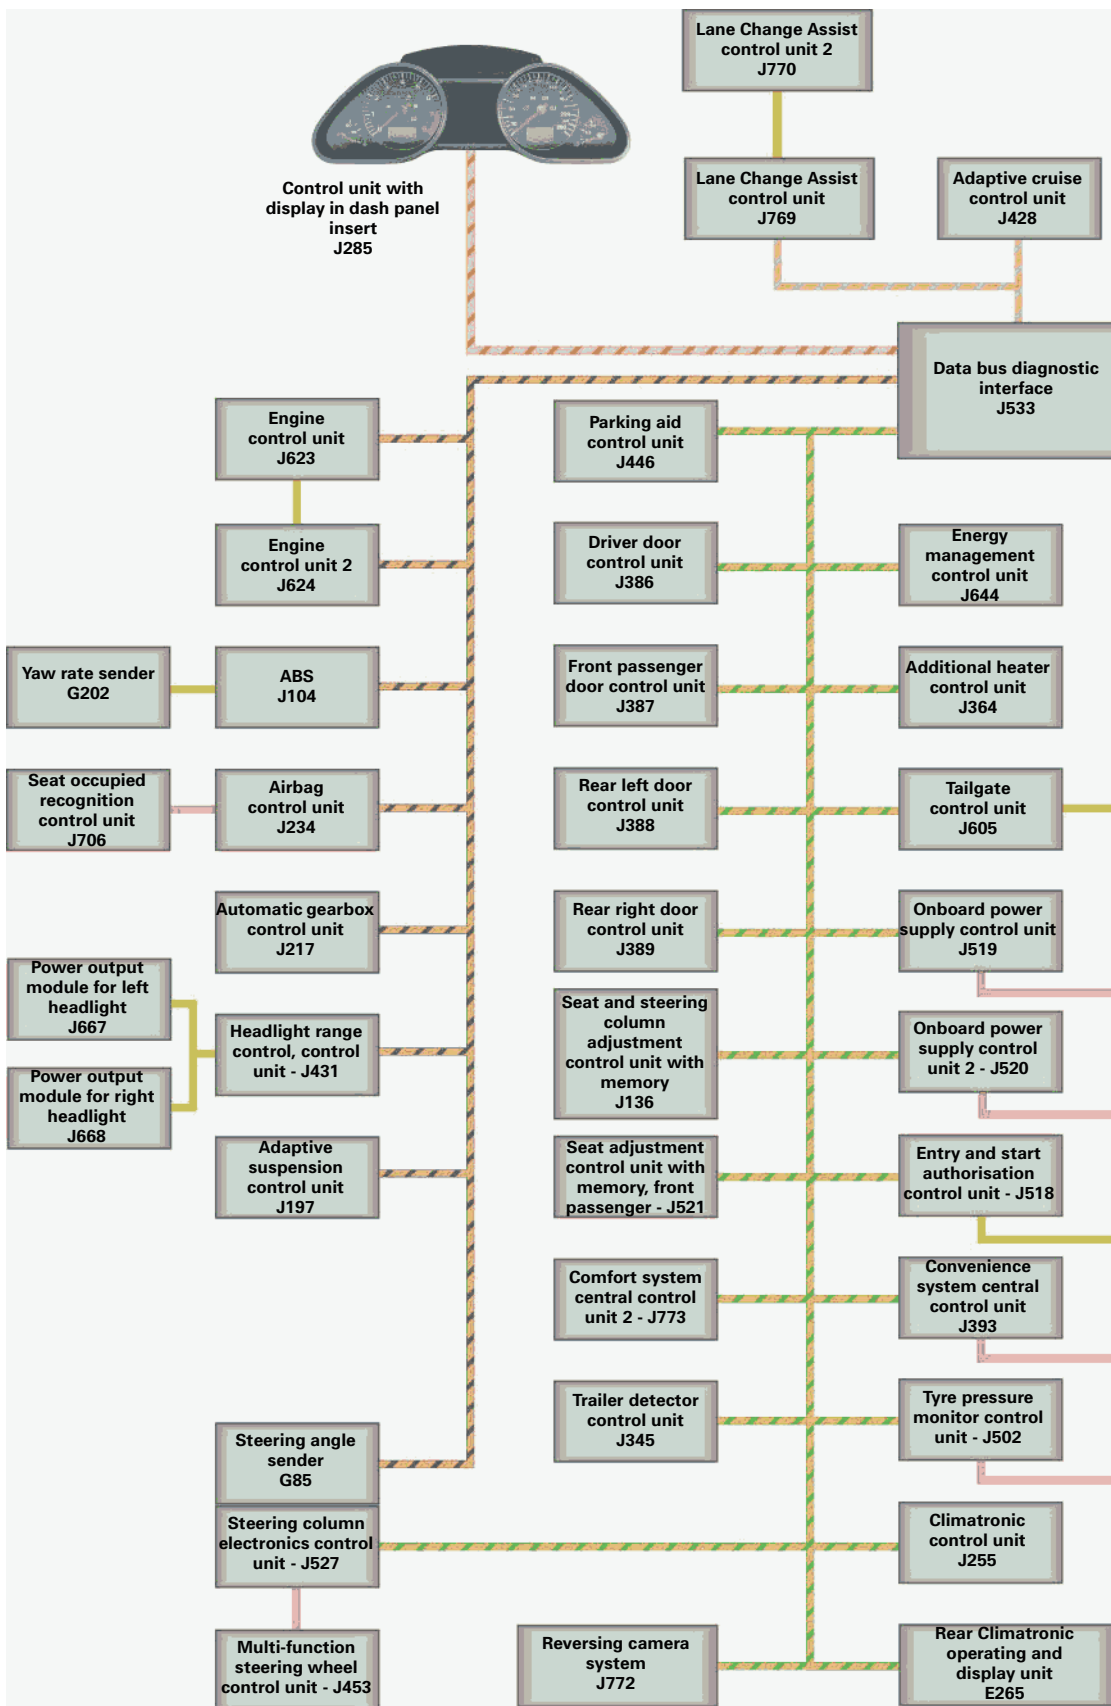 Lane Change Assist
control unit 2
J770
Control unit with
display in dash panel
insert
J285
Lane Change Assist
control unit
J769
Adaptive cruise
control unit
J428
Data bus diagnostic
interface
J533
Engine
control unit
J623
Parking aid
control unit
J446
Engine
control unit 2
J624
Driver door
control unit
J386
Energy
management
control unit
J644
Yaw rate sender
G202
ABS
J104
Front passenger
door control unit
J387
Additional heater
control unit
J364
Seat occupied
recognition
control unit
J706
Airbag
control unit
J234
Rear left door
control unit
J388
Tailgate
control unit
J605
Automatic gearbox
control unit
J217
Rear right door
control unit
J389
Onboard power
supply control unit
J519
Power output
module for left
headlight
J667
Headlight range
control, control
unit - J431
Power output
module for right
headlight
J668
Seat and steering
column
adjustment
control unit with
memory
J136
Onboard power
supply control
unit 2 - J520
Adaptive
suspension
control unit
J197
Seat adjustment
control unit with
memory, front
passenger - J521
Entry and start
authorisation
control unit - J518
Comfort system
central control
unit 2 - J773
Convenience
system central
control unit
J393
Trailer detector
control unit
J345
Tyre pressure
monitor control
unit - J502
Steering angle
sender
G85
Steering column
electronics control
unit - J527
Climatronic
control unit
J255
Multi-function
steering wheel
control unit - J453
Reversing camera
system
J772
Rear Climatronic
operating and
display unit
E265